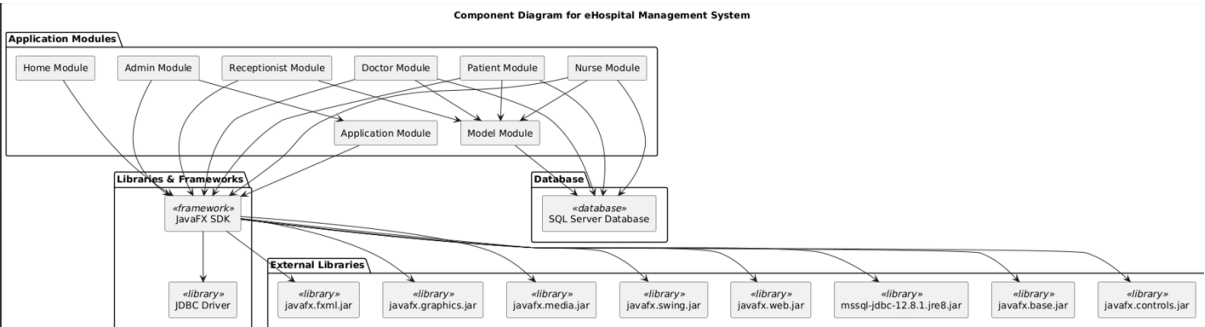 Component Diagram for eHospital Management System
Application Modules
Home Module
Admin Module
Receptionist Module
Doctor Module
Patient Module
Nurse Module
Application Module
Model Module
Libraries & Frameworks
Database
«framework»
JavaFX SDK
«database»
SQL Server Database
External Libraries
«library»
JDBC Driver
«library»
javafx.fxml.jar
«library»
javafx.graphics.jar
«library»
javafx.media.jar
«library»
javafx.swing.jar
«library»
javafx.web.jar
«library»
mssql-jdbc-12.8.1.jre8.jar
«library»
javafx.base.jar
«library»
javafx.controls.jar